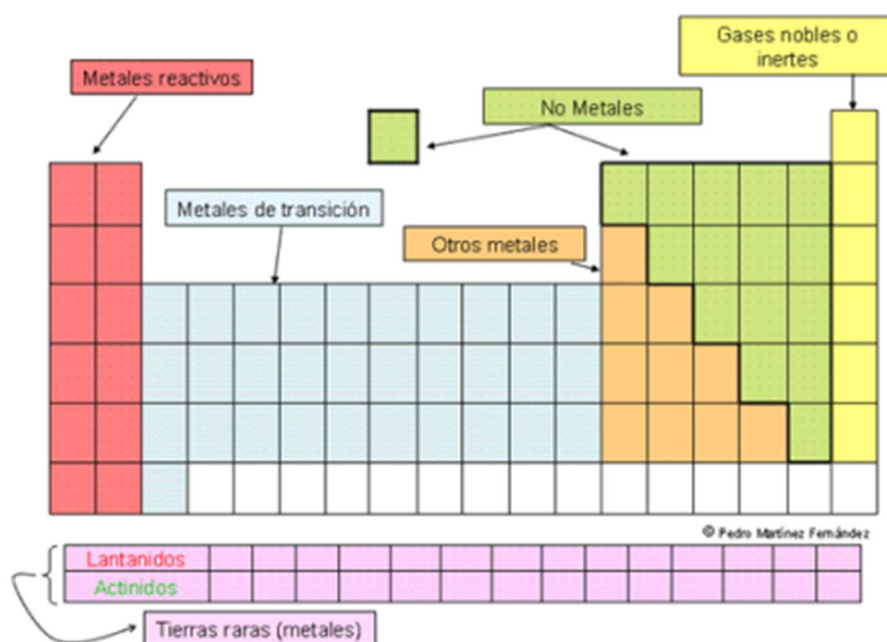 Gases nobles o
inertes
Metales reactivos
No Metales
Metales de transición
Otros metales
© Pedro Martínez Fernández
Lantanidos
Actinidos
Tierras raras (metales)